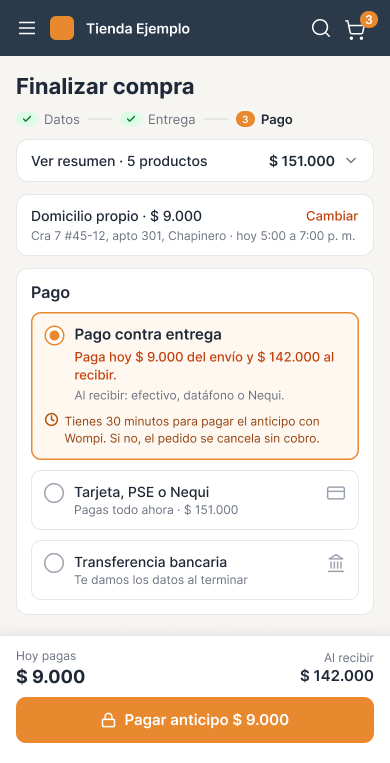 Tienda Ejemplo
3
Finalizar compra
Datos
Entrega
3 Pago
Ver resumen · 5 productos $ 151.000
Domicilio propio · $ 9.000 Cambiar
Cra 7 #45-12, apto 301, Chapinero · hoy 5:00 a 7:00 p. m.
Pago
Pago contra entrega
Paga hoy $ 9.000 del envío y $ 142.000 al
recibir.
Al recibir: efectivo, datáfono o Nequi.
Tienes 30 minutos para pagar el anticipo con
Wompi. Si no, el pedido se cancela sin cobro.
Tarjeta, PSE o Nequi
Pagas todo ahora · $ 151.000
Transferencia bancaria
Te damos los datos al terminar
Hoy pagas
$ 9.000
Al recibir
$ 142.000
Pagar anticipo $ 9.000